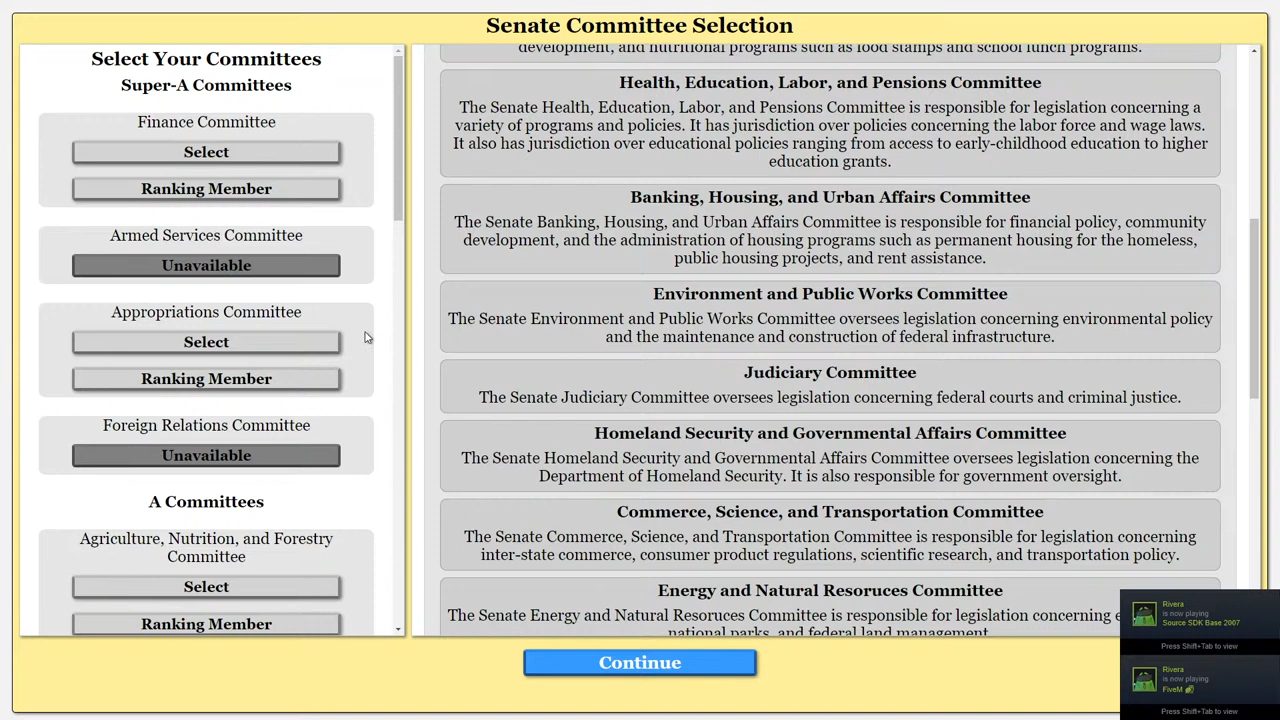 Senate Committee Selection
Select Your Committees
Super-A Committees
Finance Committee
Select
Ranking Member
Armed Services Committee
Unavailable
Appropriations Committee
Select
Ranking Member
Foreign Relations Committee
Unavailable
A Committees
Agriculture, Nutrition, and Forestry
Committee
Select
Ranking Member
development, and nutritional programs such as food stamps and school lunch programs.
Health, Education, Labor, and Pensions Committee
The Senate Health, Education, Labor, and Pensions Committee is responsible for legislation concerning a
variety of programs and policies. It has jurisdiction over policies concerning the labor force and wage laws.
It also has jurisdiction over educational policies ranging from access to early-childhood education to higher
education grants.
Banking, Housing, and Urban Affairs Committee
The Senate Banking, Housing, and Urban Affairs Committee is responsible for financial policy, community
development, and the administration of housing programs such as permanent housing for the homeless,
public housing projects, and rent assistance.
Environment and Public Works Committee
The Senate Environment and Public Works Committee oversees legislation concerning environmental policy
and the maintenance and construction of federal infrastructure.
Judiciary Committee
The Senate Judiciary Committee oversees legislation concerning federal courts and criminal justice.
Homeland Security and Governmental Affairs Committee
The Senate Homeland Security and Governmental Affairs Committee oversees legislation concerning the
Department of Homeland Security. It is also responsible for government oversight.
Commerce, Science, and Transportation Committee
The Senate Commerce, Science, and Transportation Committee is responsible for legislation concerning
inter-state commerce, consumer product regulations, scientific research, and transportation policy.
Energy and Natural Resoruces Committee
The Senate Energy and Natural Resoruces Committee is responsible for legislation concerning
national parks, and federal land management.
Continue
Rivera
is now playing
Source SDK Base 2007
Press Shift+Tab to view
Rivera
is now playing
FiveM
Press Shift+Tab to view